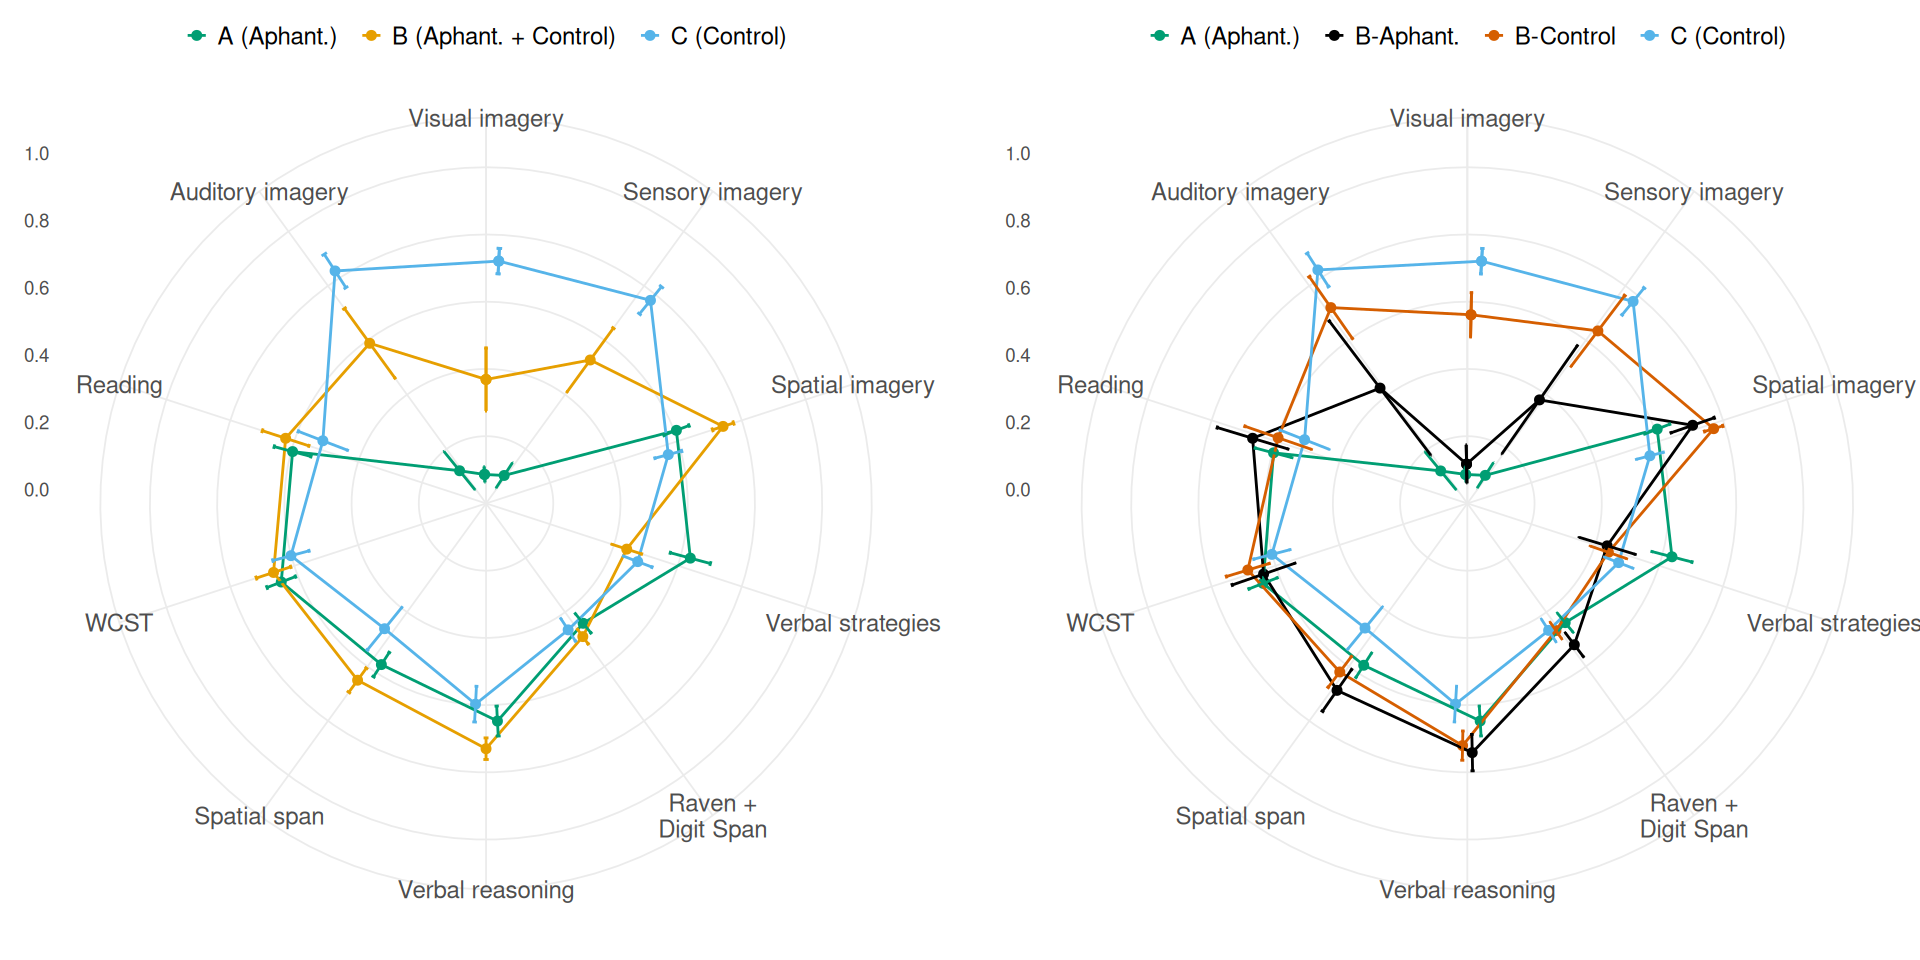 A (Aphant.) B (Aphant. + Control) C (Control)
Visual imagery
1.0
Auditory imagery Sensory imagery
0.8
0.6
0.4
Reading Spatial imagery
0.2
0.0
WCST Verbal strategies
Spatial span Raven +
Digit Span
Verbal reasoning
A (Aphant.) B-Aphant. B-Control C (Control)
Visual imagery
1.0
Auditory imagery Sensory imagery
0.8
0.6
0.4
Reading Spatial imagery
0.2
0.0
WCST Verbal strategies
Spatial span Raven +
Digit Span
Verbal reasoning